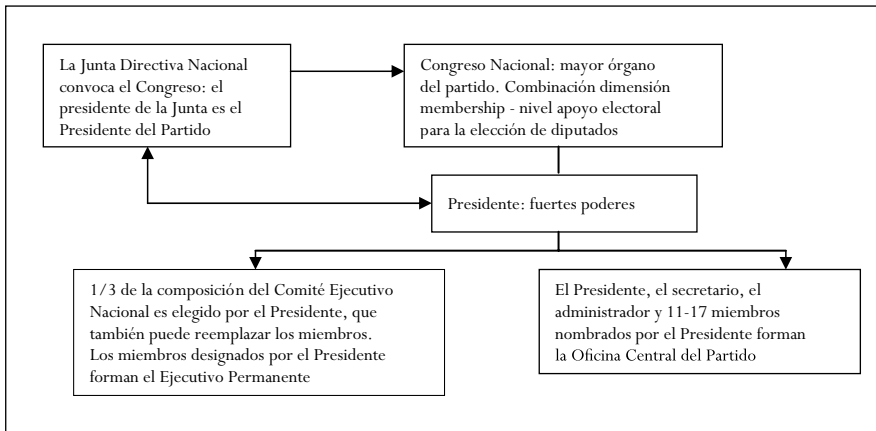 La Junta Directiva Nacional
convoca el Congreso: el
presidente de la Junta es el
Presidente del Partido
Congreso Nacional: mayor órgano
del partido. Combinación dimensión
membership - nivel apoyo electoral
para la elección de diputados
Presidente: fuertes poderes
1/3 de la composición del Comité Ejecutivo
Nacional es elegido por el Presidente, que
también puede reemplazar los miembros.
Los miembros designados por el Presidente
forman el Ejecutivo Permanente
El Presidente, el secretario, el
administrador y 11-17 miembros
nombrados por el Presidente forman
la Oficina Central del Partido